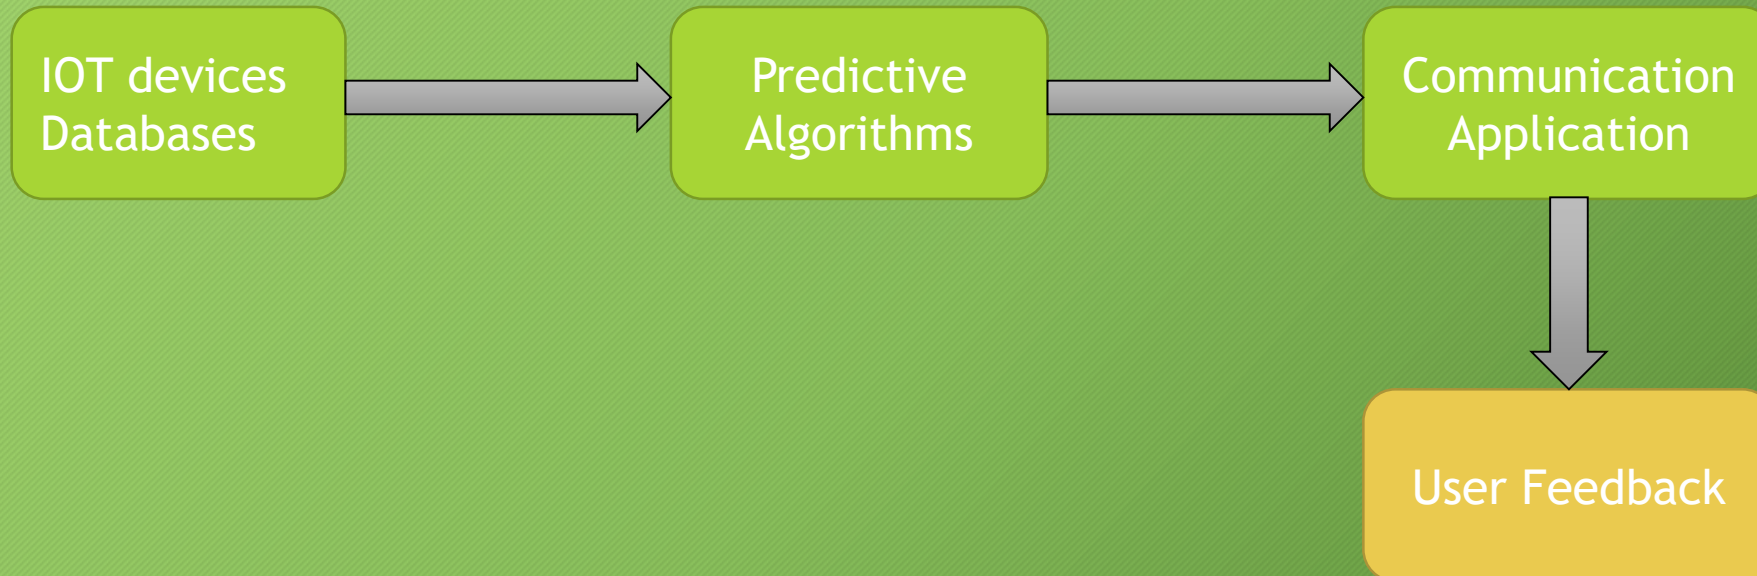 IOT devices
Databases
Predictive
Algorithms
Communication
Application
User Feedback